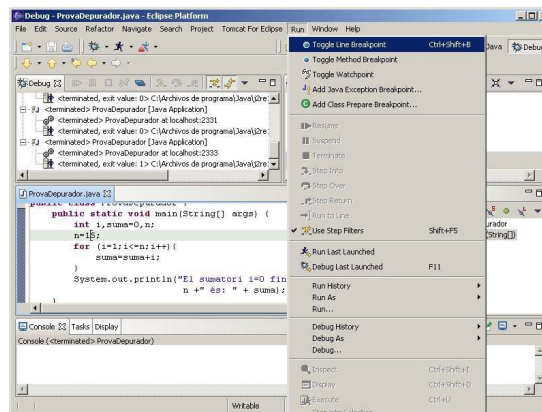 Debug - ProvaDepurador.java - Eclipse Platform
File Edit Source Refactor Navigate Search Project Tomcat For Eclipse Run Window Help
Java Debug
Toggle Line Breakpoint Ctrl+Shift+B
Toggle Method Breakpoint
Toggle Watchpoint
Add Java Exception Breakpoint...
Add Class Prepare Breakpoint...
Resume
Suspend
Terminate
Step Into
Step Over
Step Return
Run to Line
Use Step Filters Shift+F5
Run Last Launched
Debug Last Launched F11
Run History
Run As
Run...
Debug History
Debug As
Debug...
Inspect Ctrl+Shift+I
Display Ctrl+Shift+D
Execute Ctrl+U
Step Into Selection
Debug
<terminated, exit value: 0> C:\Archivos de programa\Java\j2re
<terminated> ProvaDepurador [Java Application]
<terminated> ProvaDepurador at localhost:2331
<terminated, exit value: 0> C:\Archivos de programa\Java\j2re
<terminated> ProvaDepurador [Java Application]
<terminated> ProvaDepurador at localhost:2333
<terminated, exit value: 1> C:\Archivos de programa\Java\j2re
ProvaDepurador.java
public class ProvaDepurador {
public static void main(String[] args) {
int i,suma=0,n;
n=15;
for (i=1;i<=n;i++){
suma=suma+i;
}
System.out.println("El sumatori i=0 fin
n +" és: " + suma);
}
urador
(String[])
Console Tasks Display
Console (<terminated> ProvaDepurador)
Writable